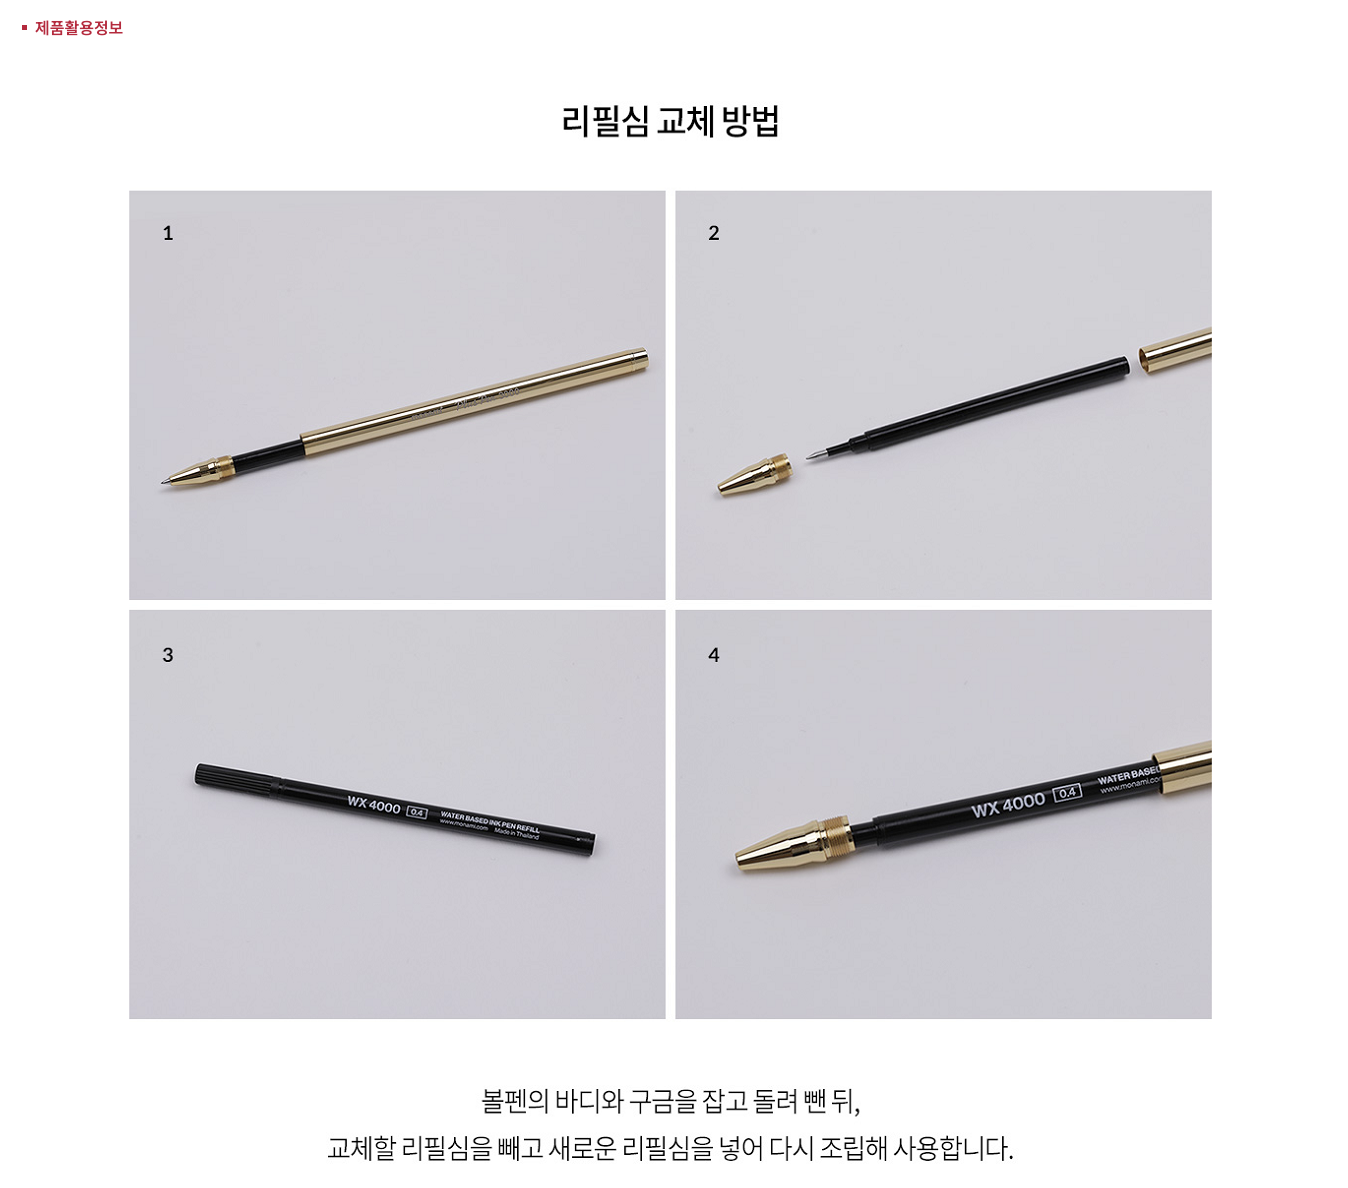 제품활용정보
리필심 교체 방법
1
2
3
WX 4000 0.4 WATER BASED INK PEN REFILL
www.monami.com Made in Thailand
4
WX 4000 0.4 WATER BASED
www.monami.co
볼펜의 바디와 구금을 잡고 돌려 뺀 뒤,
교체할 리필심을 빼고 새로운 리필심을 넣어 다시 조립해 사용합니다.